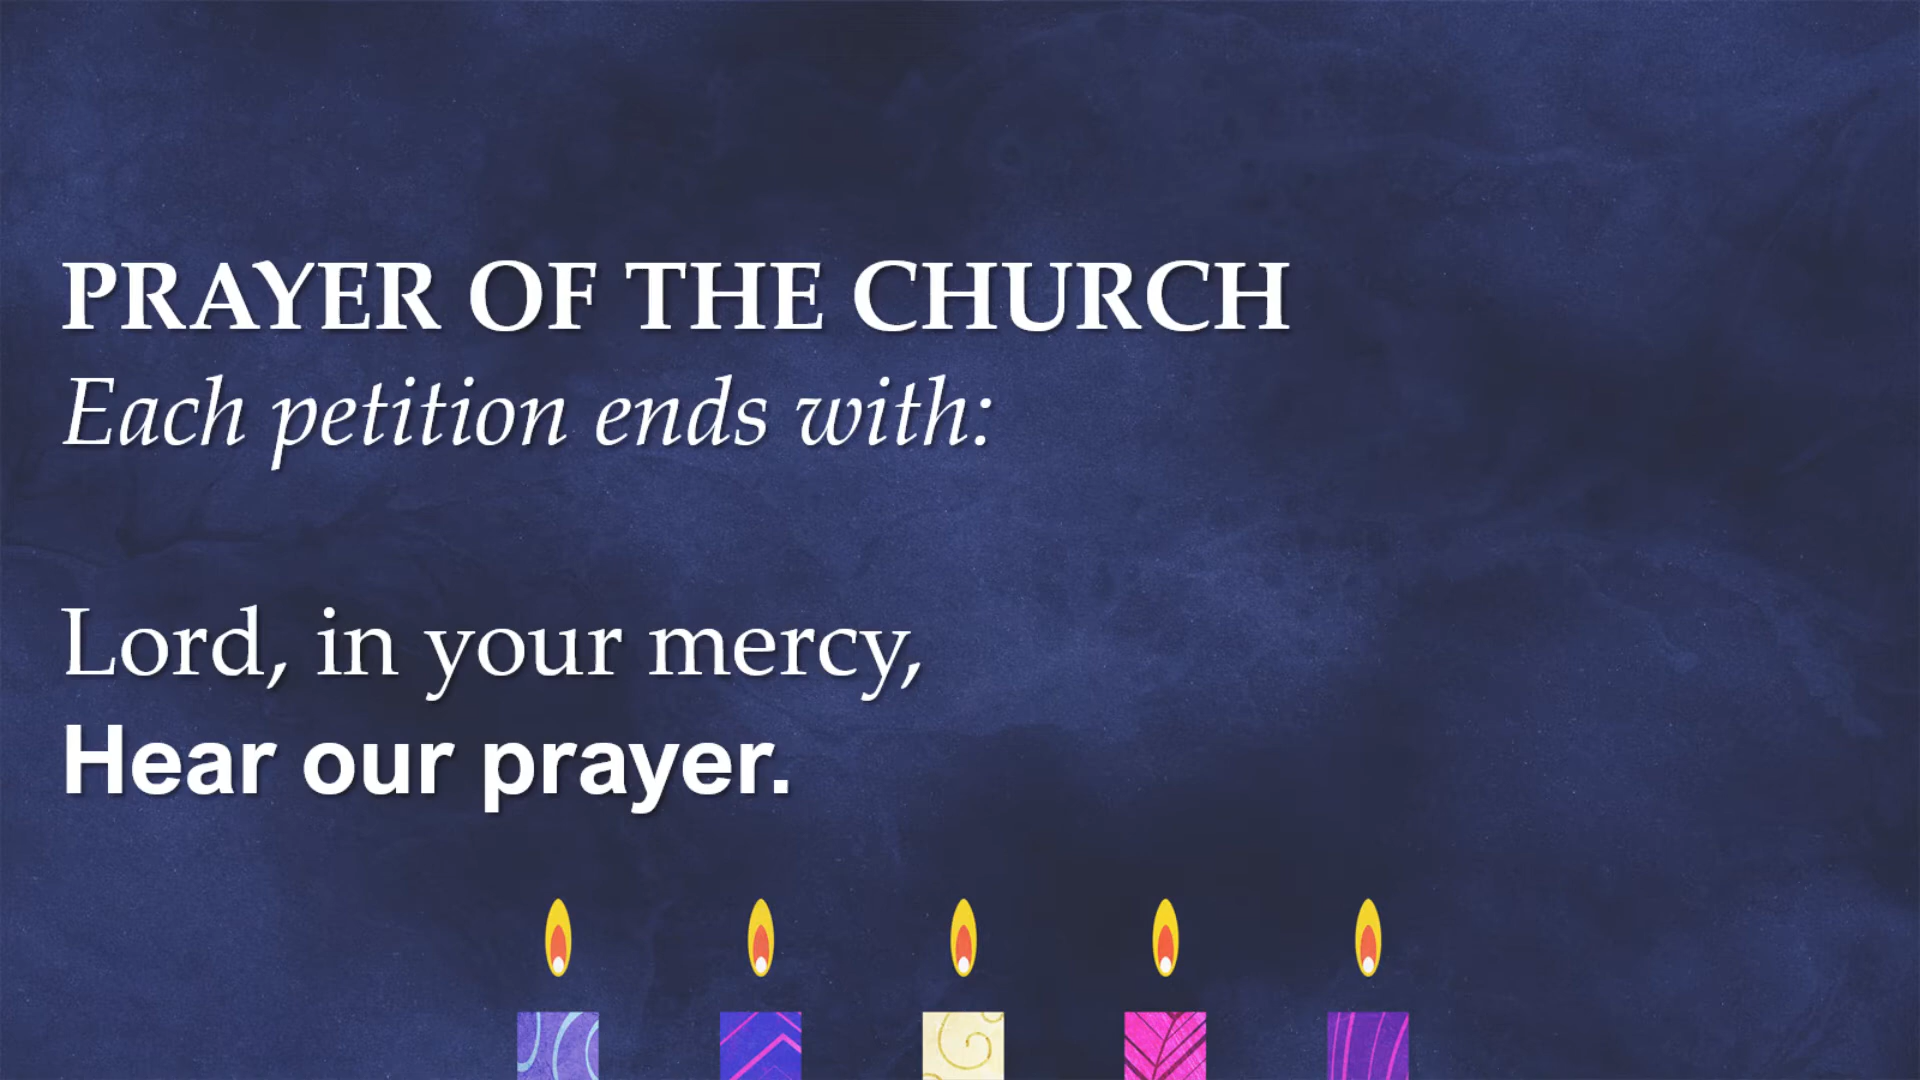 PRAYER OF THE CHURCH
Each petition ends with:
Lord, in your mercy,
Hear our prayer.